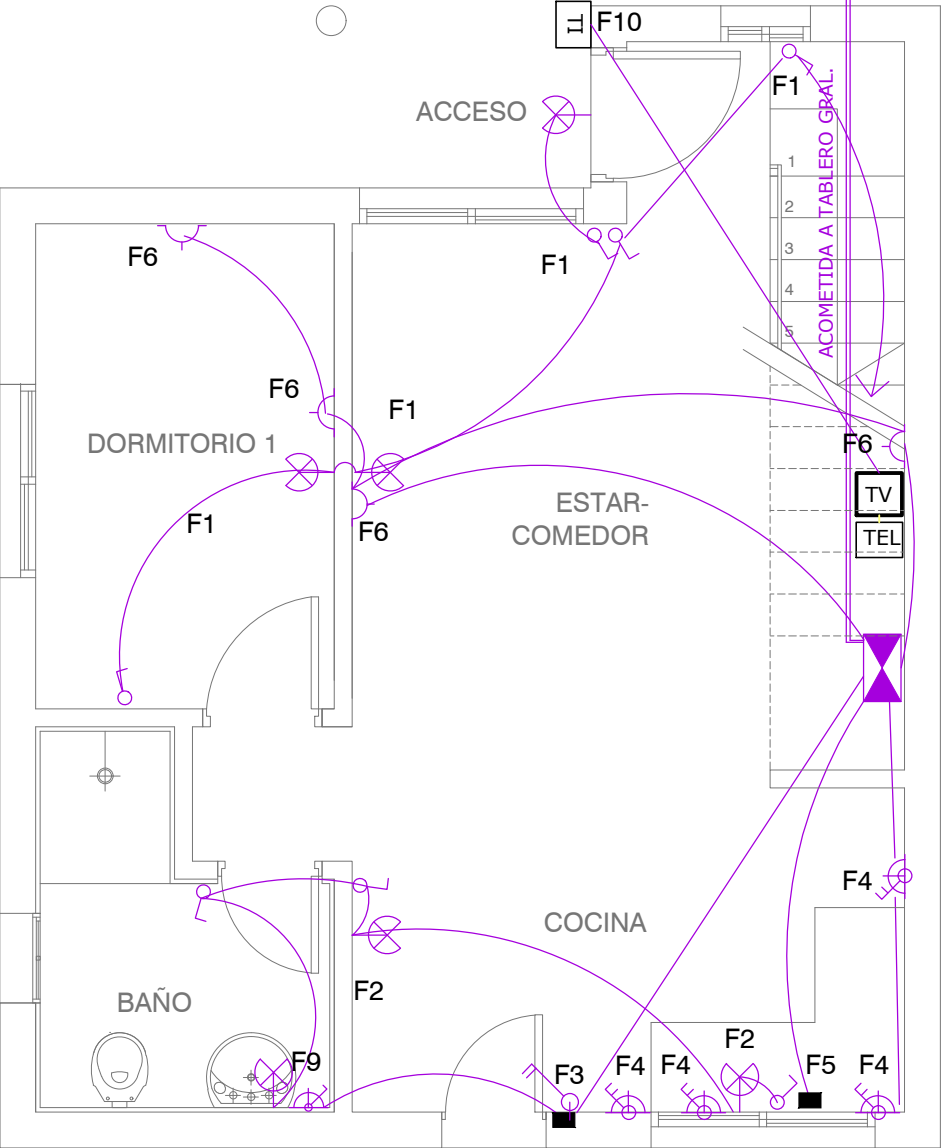 TI
F10
F1
ACCESO
ACOMETIDA A TABLERO GRAL.
1
2
F6
F1
3
4
5
F6
F1
DORMITORIO 1
F6
TV
ESTAR-
COMEDOR
F1
F6
TEL
F4
COCINA
F2
BAÑO
F9
F3
F4
F4
F2
F5
F4